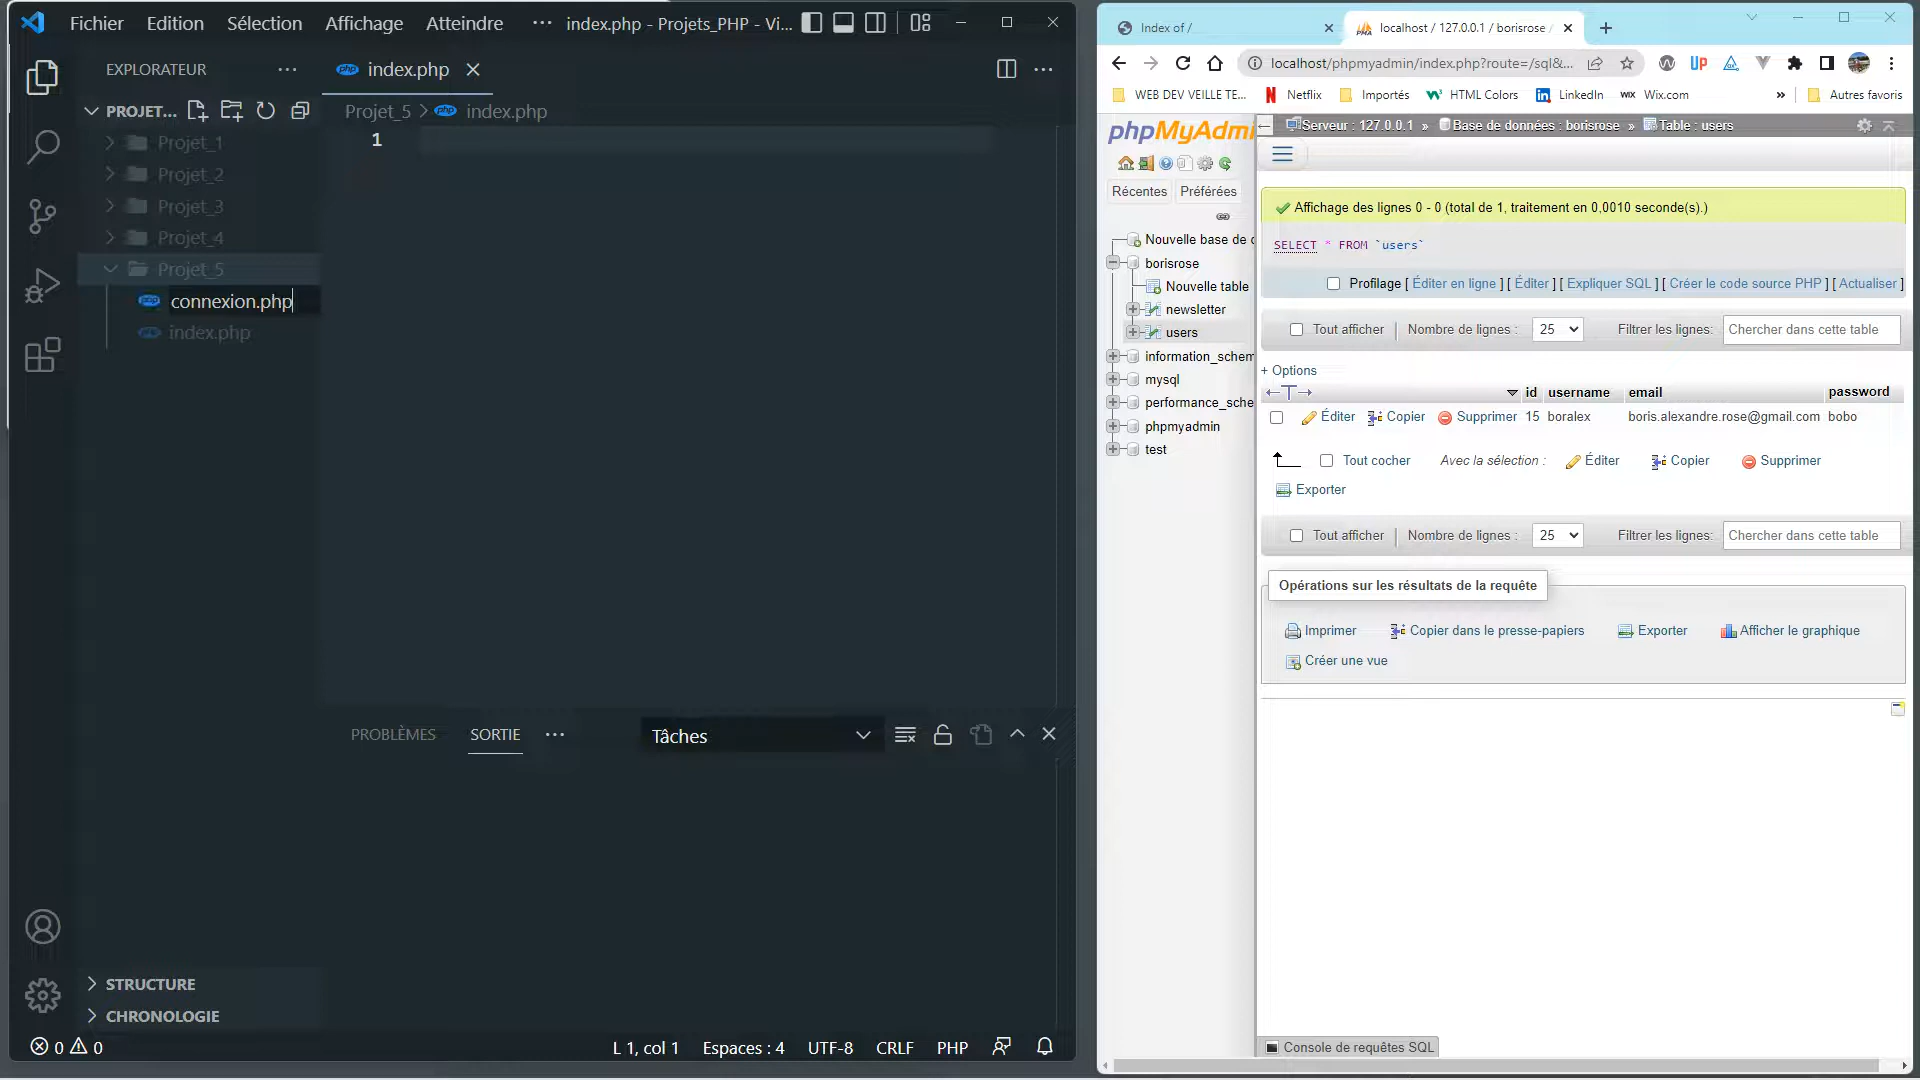 Fichier Edition Sélection Affichage Atteindre ··· index.php - Projets_PHP - Vi...
EXPLORATEUR ···
index.php
PROJET...
Projet_5 > index.php
1
Projet_1
Projet_2
Projet_3
Projet_4
Projet_5
connexion.php
index.php
PROBLÈMES SORTIE ···
Tâches
STRUCTURE
CHRONOLOGIE
0 0
L 1, col 1 Espaces : 4 UTF-8 CRLF PHP
Index of /
localhost / 127.0.0.1 / borisrose /
localhost/phpmyadmin/index.php?route=/sql&...
WEB DEV VEILLE TE... Netflix Importés HTML Colors LinkedIn Wix.com » Autres favoris
phpMyAdmi
Récentes Préférées
Nouvelle base de d
borisrose
Nouvelle table
newsletter
users
information_schem
mysql
performance_sche
phpmyadmin
test
Serveur : 127.0.0.1 » Base de données : borisrose » Table : users
Affichage des lignes 0 - 0 (total de 1, traitement en 0,0010 seconde(s).)
SELECT * FROM `users`
Profilage [ Éditer en ligne ] [ Éditer ] [ Expliquer SQL ] [ Créer le code source PHP ] [ Actualiser ]
Tout afficher | Nombre de lignes : 25 Filtrer les lignes: Chercher dans cette table
+ Options
id username email password
Éditer Copier Supprimer 15 boralex boris.alexandre.rose@gmail.com bobo
Tout cocher Avec la sélection : Éditer Copier Supprimer
Exporter
Tout afficher | Nombre de lignes : 25 Filtrer les lignes: Chercher dans cette table
Opérations sur les résultats de la requête
Imprimer Copier dans le presse-papiers Exporter Afficher le graphique
Créer une vue
Console de requêtes SQL